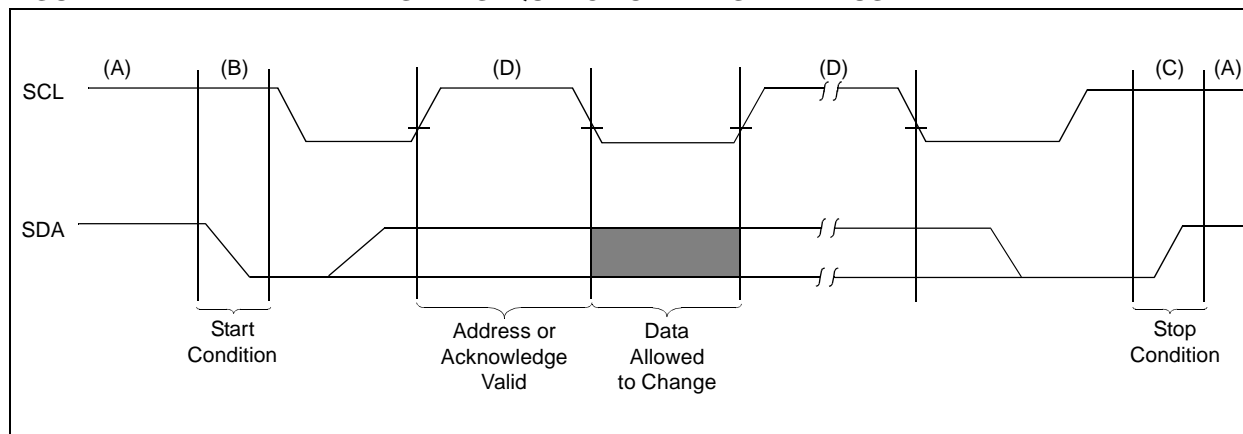 (A)
(B)
(D)
(D)
(C)
(A)
SCL
SDA
Start
Condition
Address or
Acknowledge
Valid
Data
Allowed
to Change
Stop
Condition